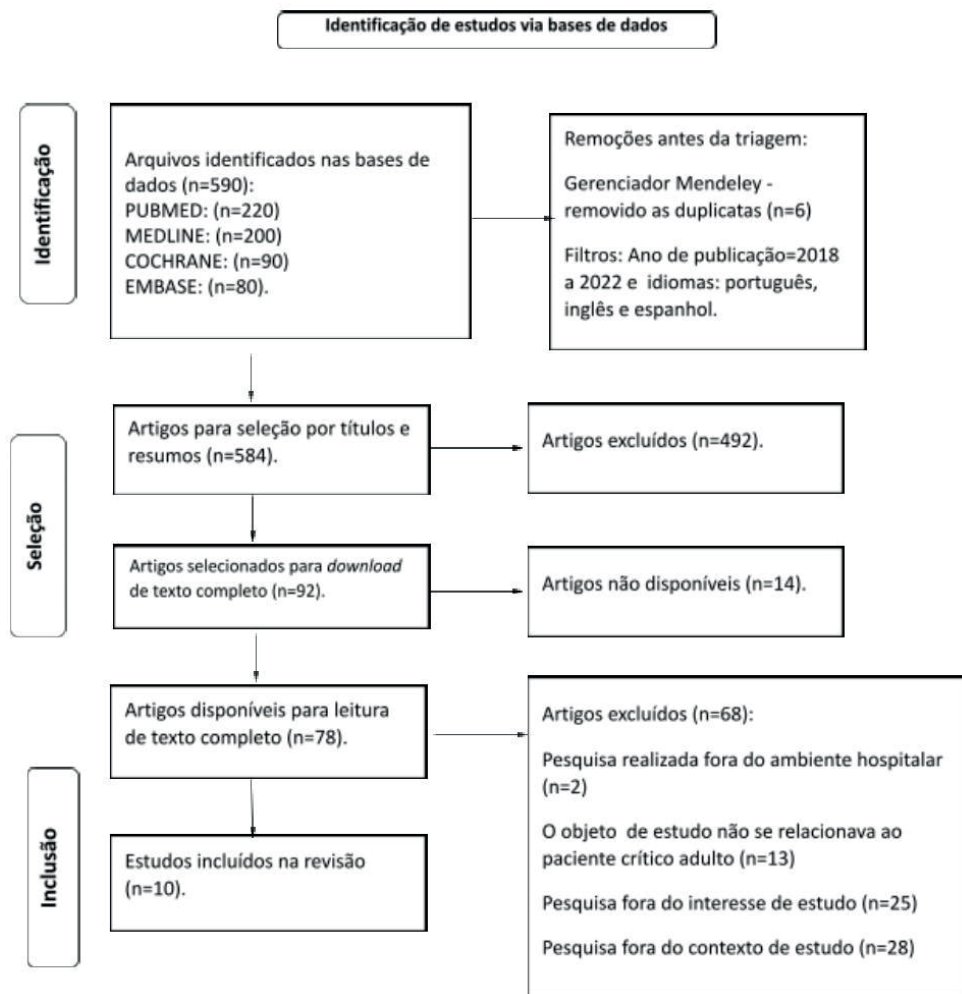 Identificação de estudos via bases de dados
Identificação
Arquivos identificados nas bases de
dados (n=590):
PUBMED: (n=220)
MEDLINE: (n=200)
COCHRANE: (n=90)
EMBASE: (n=80).
Remoções antes da triagem:
Gerenciador Mendeley -
removido as duplicatas (n=6)
Filtros: Ano de publicação=2018
a 2022 e idiomas: português,
inglês e espanhol.
Seleção
Artigos para seleção por títulos e
resumos (n=584).
Artigos excluídos (n=492).
Artigos selecionados para download
de texto completo (n=92).
Artigos não disponíveis (n=14).
Inclusão
Artigos disponíveis para leitura
de texto completo (n=78).
Artigos excluídos (n=68):
Pesquisa realizada fora do ambiente hospitalar
(n=2)
O objeto de estudo não se relacionava ao
paciente crítico adulto (n=13)
Pesquisa fora do interesse de estudo (n=25)
Pesquisa fora do contexto de estudo (n=28)
Estudos incluídos na revisão
(n=10).